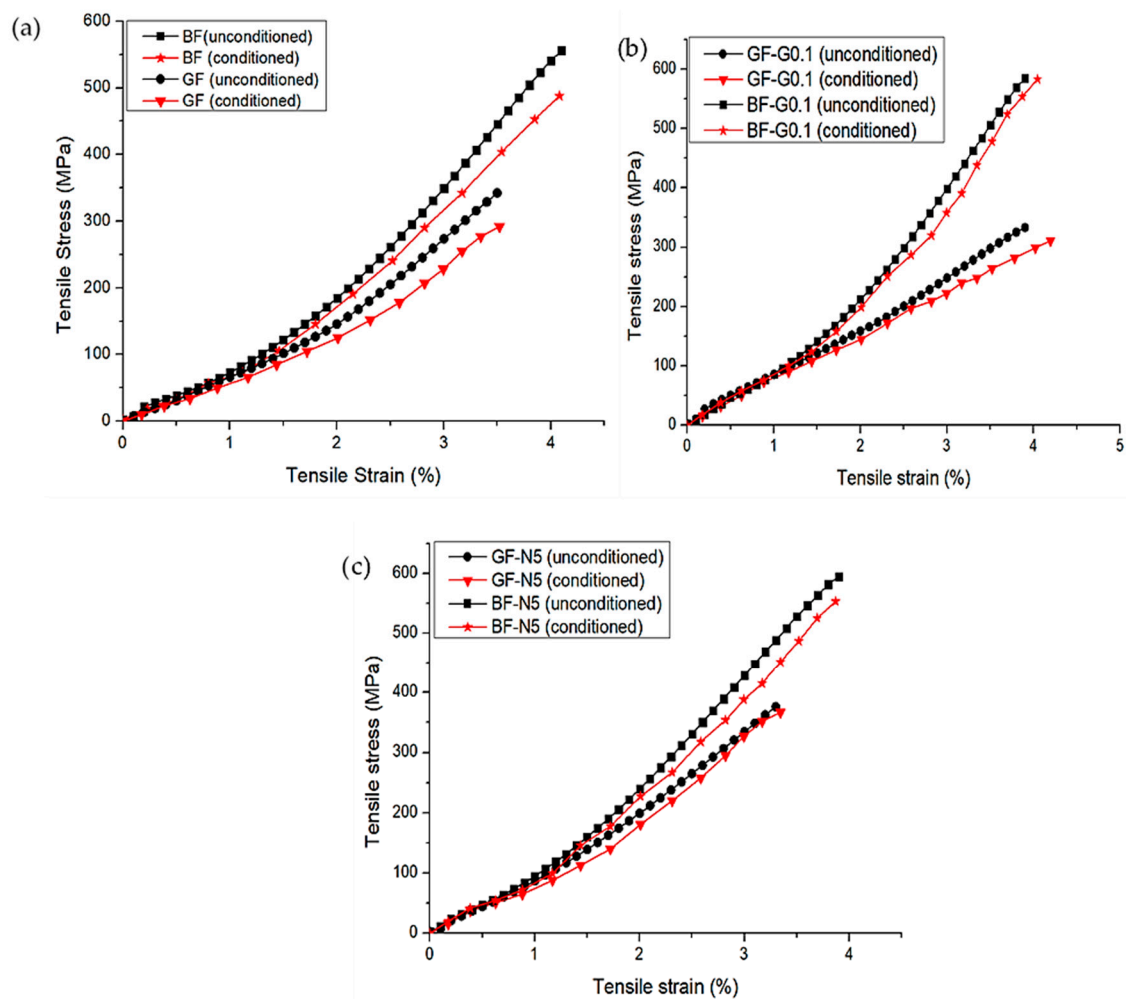 (a)
BF(unconditioned)
BF (conditioned)
GF (unconditioned)
GF (conditioned)
Tensile Stress (MPa)
600
500
400
300
200
100
0
0 1 2 3 4
Tensile Strain (%)
(b)
GF-G0.1 (unconditioned)
GF-G0.1 (conditioned)
BF-G0.1 (unconditioned)
BF-G0.1 (conditioned)
Tensile stress (MPa)
600
500
400
300
200
100
0
0 1 2 3 4 5
Tensile strain (%)
(c)
GF-N5 (unconditioned)
GF-N5 (conditioned)
BF-N5 (unconditioned)
BF-N5 (conditioned)
Tensile stress (MPa)
600
500
400
300
200
100
0
0 1 2 3 4
Tensile strain (%)